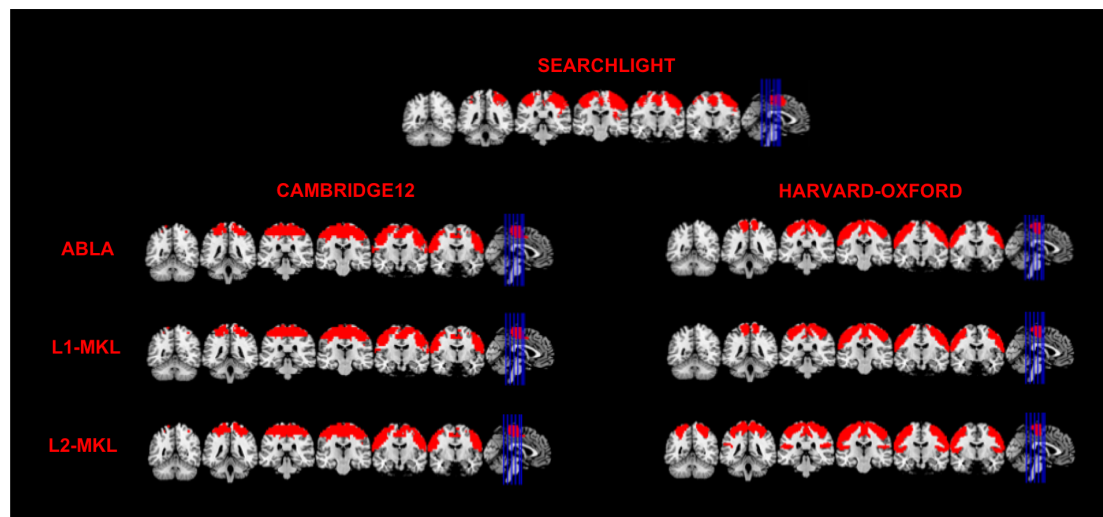 SEARCHLIGHT
CAMBRIDGE12
HARVARD-OXFORD
ABLA
L1-MKL
L2-MKL